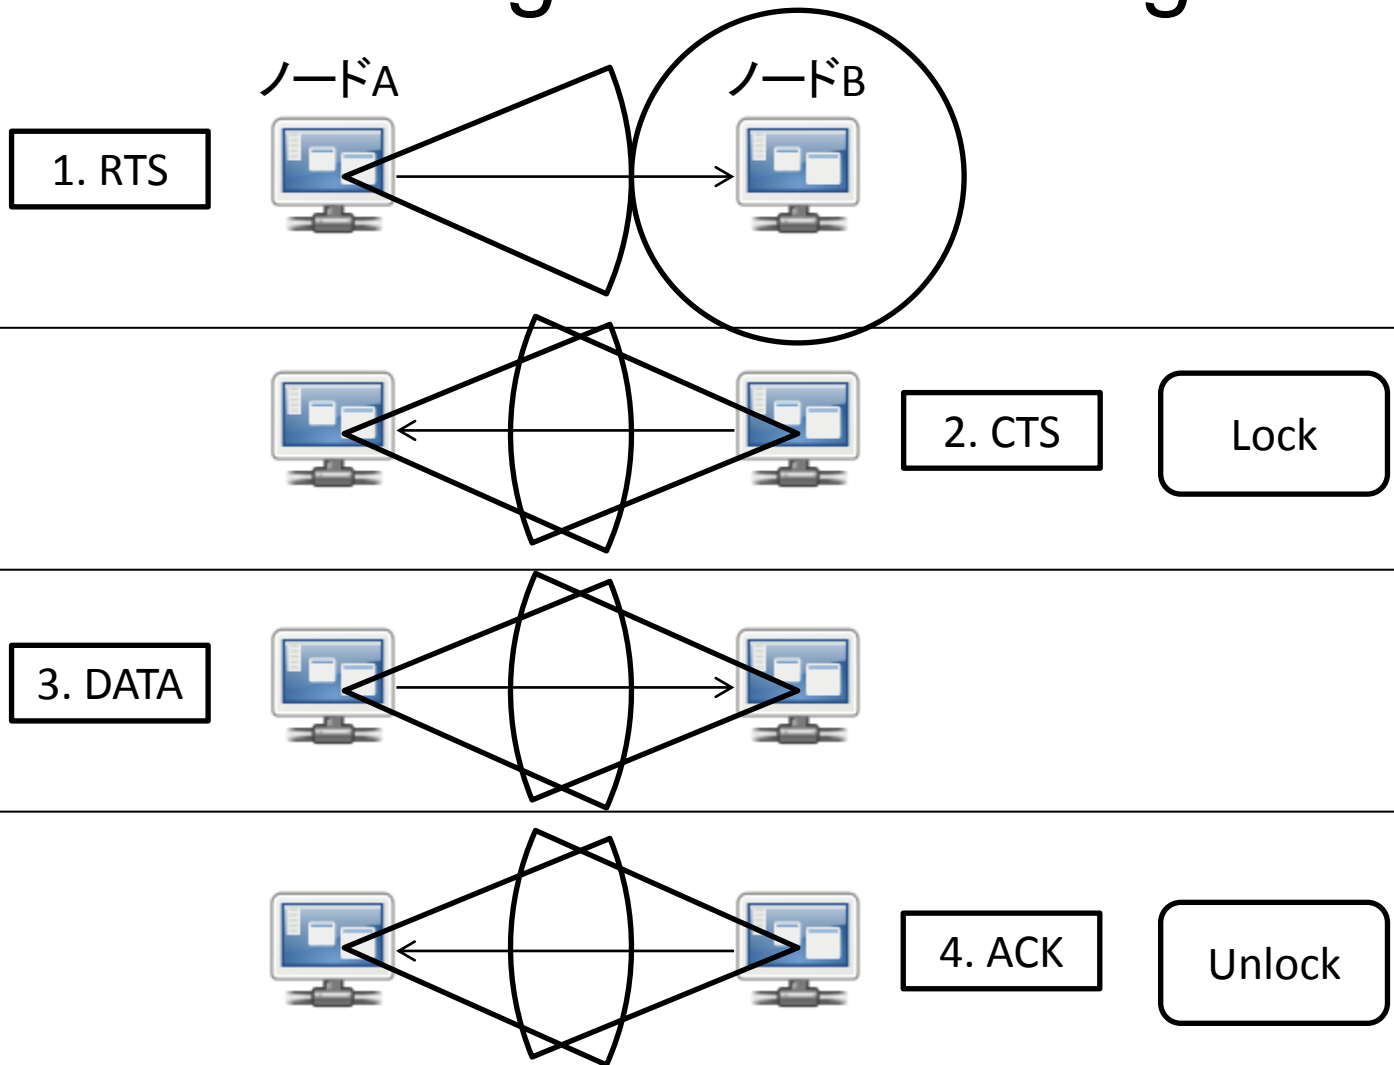 ノードA
ノードB
1. RTS
2. CTS
Lock
3. DATA
4. ACK
Unlock